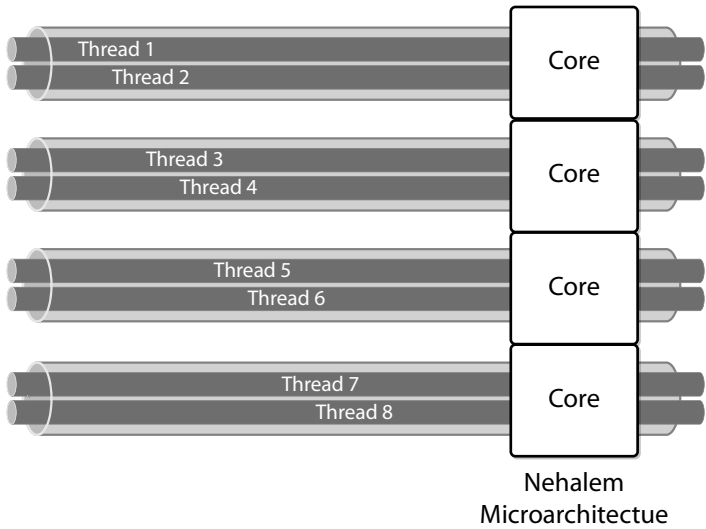 Thread 1
Core
Thread 2
Thread 3
Core
Thread 4
Thread 5
Core
Thread 6
Thread 7
Core
Thread 8
Nehalem
Microarchitectue